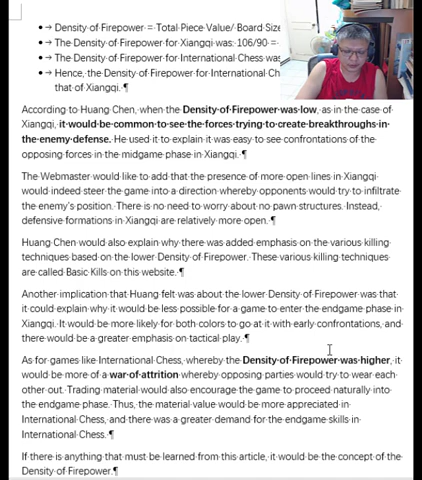 • → Density of Firepower = Total Piece Value/ Board Size
• → The Density of Firepower for Xiangqi was: 106/90 =
• → The Density of Firepower for International Chess was
• → Hence, the Density of Firepower for International Ch
that of Xiangqi. ¶
According to Huang Chen, when the Density of Firepower was low, as in the case of
Xiangqi, it would be common to see the forces trying to create breakthroughs in
the enemy defense. He used it to explain it was easy to see confrontations of the
opposing forces in the midgame phase in Xiangqi. ¶
The Webmaster would like to add that the presence of more open lines in Xiangqi
would indeed steer the game into a direction whereby opponents would try to infiltrate
the enemy's position. There is no need to worry about no pawn structures. Instead,
defensive formations in Xiangqi are relatively more open. ¶
Huang Chen would also explain why there was added emphasis on the various killing
techniques based on the lower Density of Firepower. These various killing techniques
are called Basic Kills on this website. ¶
Another implication that Huang felt was about the lower Density of Firepower was that
it could explain why it would be less possible for a game to enter the endgame phase in
Xiangqi. It would be more likely for both colors to go at it with early confrontations, and
there would be a greater emphasis on tactical play. ¶
As for games like International Chess, whereby the Density of Firepower was higher, it
would be more of a war of attrition whereby opposing parties would try to wear each
other out. Trading material would also encourage the game to proceed naturally into
the endgame phase. Thus, the material value would be more appreciated in
International Chess, and there was a greater demand for the endgame skills in
International Chess. ¶
If there is anything that must be learned from this article, it would be the concept of the
Density of Firepower. ¶